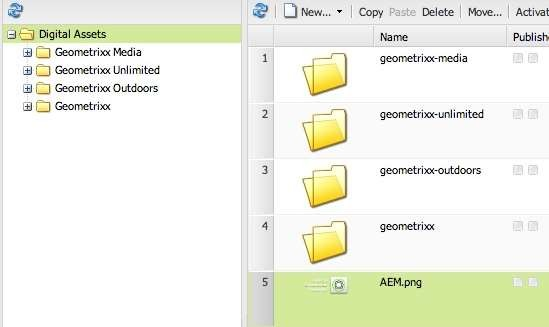 New... Copy Paste Delete Move... Activat
Digital Assets
Geometrixx Media
Geometrixx Unlimited
Geometrixx Outdoors
Geometrixx
Name Publishe
1 geometrixx-media
2 geometrixx-unlimited
3 geometrixx-outdoors
4 geometrixx
5 AEM.png